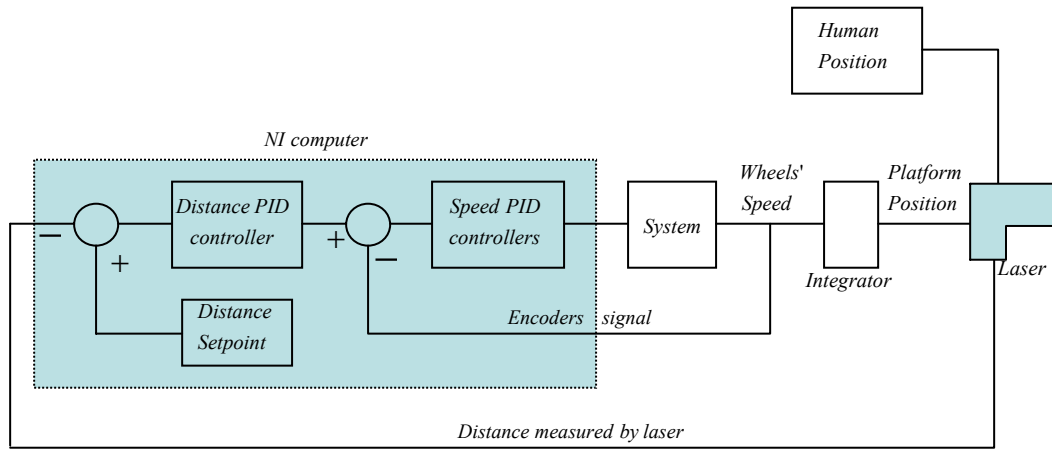 Human
Position
NI computer
Wheels'
Speed
Platform
Position
Distance PID
controller
Speed PID
controllers
System
−
+
+
−
Laser
Integrator
Distance
Setpoint
Encoders signal
Distance measured by laser